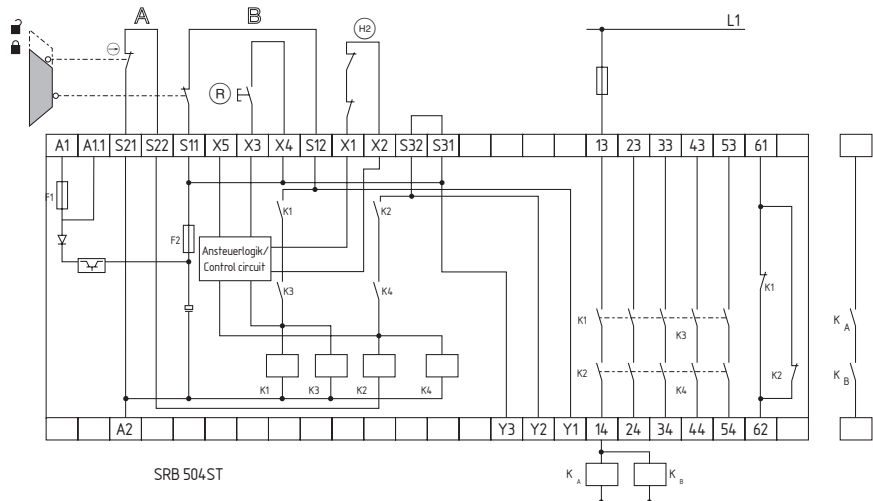 A B L1
H2
R
A1 A1.1 S21 S22 S11 X5 X3 X4 S12 X1 X2 S32 S31 13 23 33 43 53 61
F1
K1 K2
F2
Ansteuerlogik/
Control circuit
K1
K3 K4
K1 K3 K A
K2 K4 K2 K B
K1 K3 K2 K4
A2 Y3 Y2 Y1 14 24 34 44 54 62
SRB 504ST
K A K B